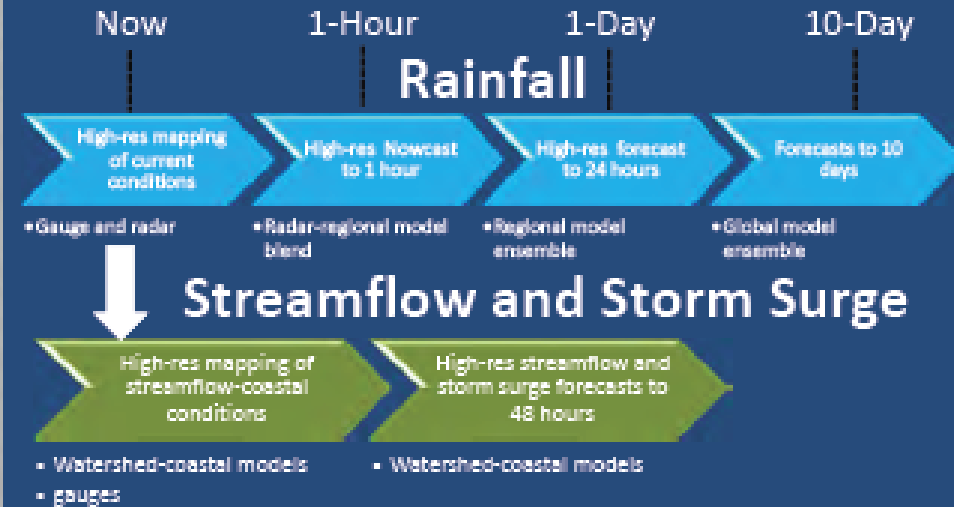 Now
1-Hour
1-Day
10-Day
Rainfall
High-res mapping
of current
conditions
High-res Nowcast
to 1 hour
High-res forecast
to 24 hours
Forecasts to 10
days
•Gauge and radar
•Radar-regional model
blend
•Regional model
ensemble
•Global model
ensemble
Streamflow and Storm Surge
High-res mapping of
streamflow-coastal
conditions
High-res streamflow and
storm surge forecasts to
48 hours
• Watershed-coastal models
• gauges
• Watershed-coastal models